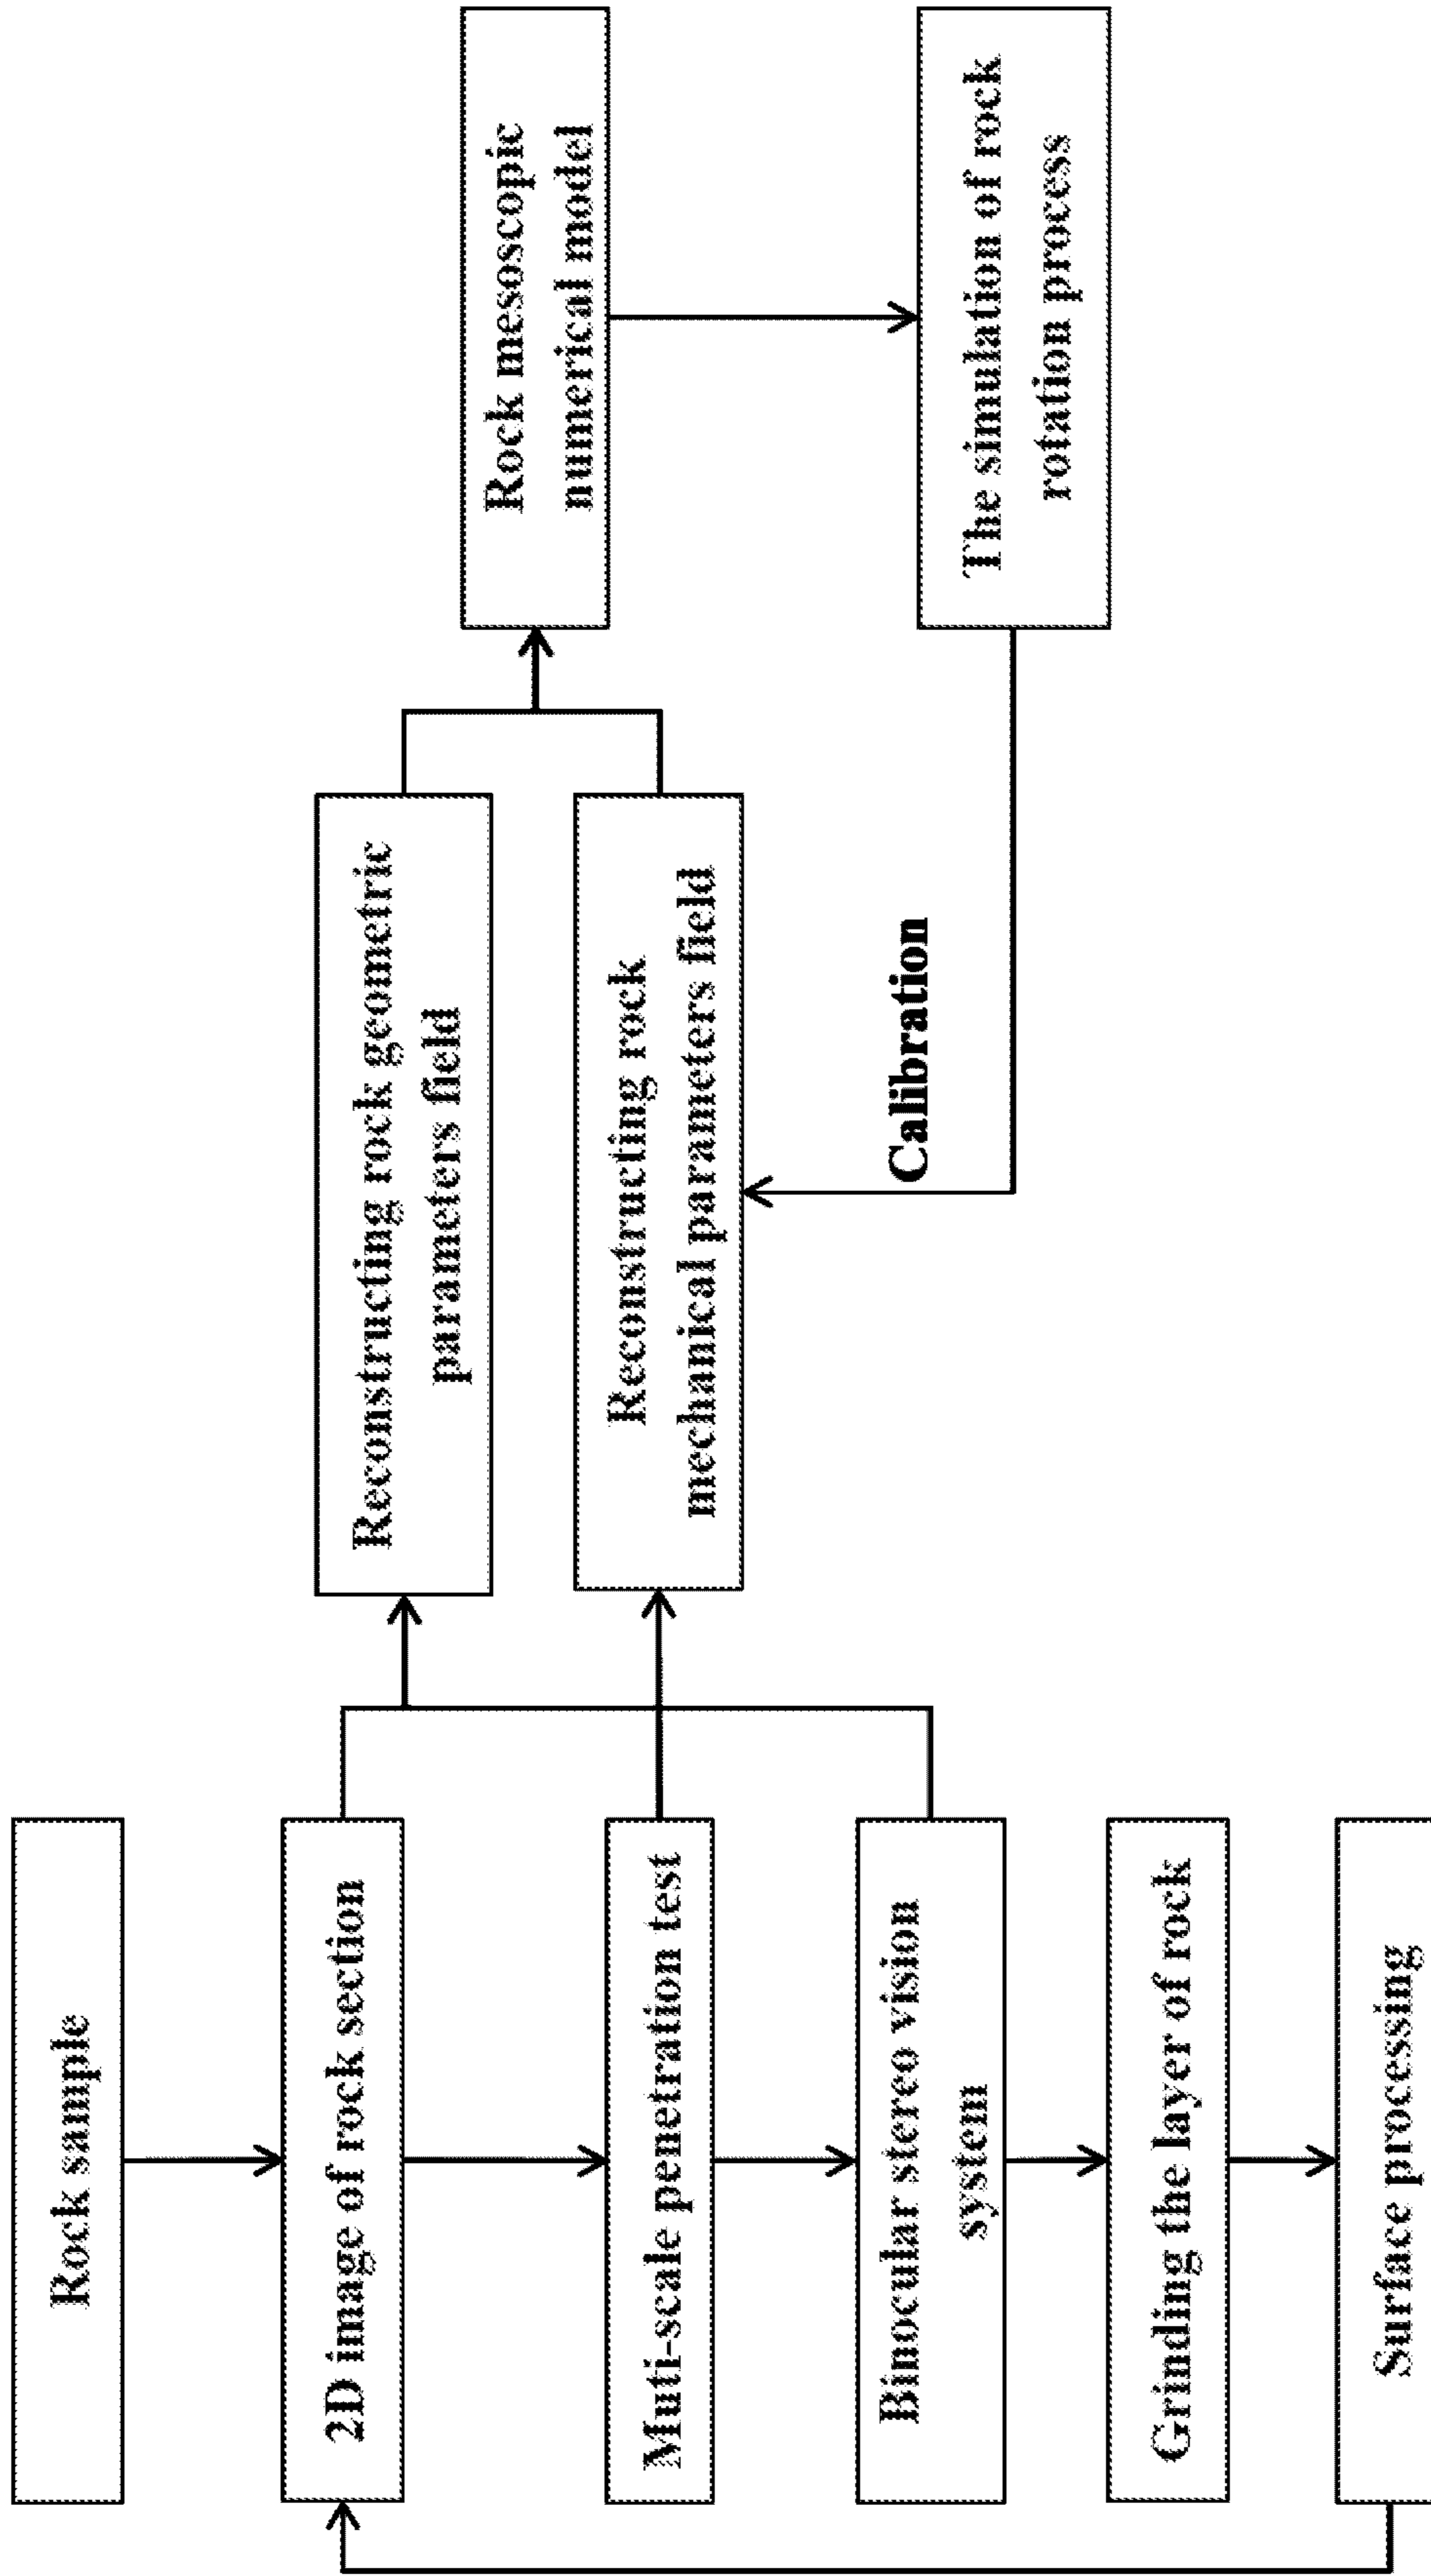 Rock sample
2D image of rock section
Muti-scale penetration test
Binocular stereo vision
system
Grinding the layer of rock
Surface processing
Reconstructing rock geometric
parameters field
Reconstructing rock
mechanical parameters field
Calibration
Rock mesoscopic
numerical model
The simulation of rock
rotation process